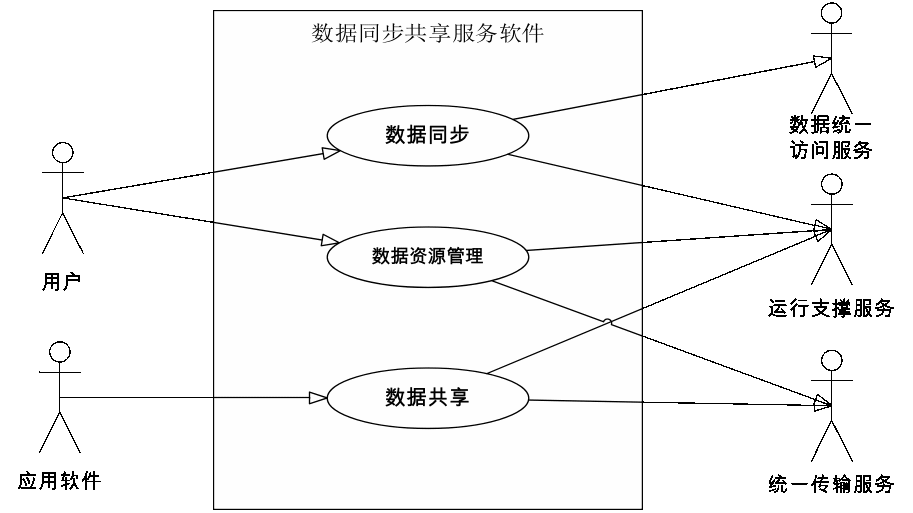 数据同步共享服务软件
数据同步
数据统一
访问服务
用户
数据资源管理
运行支撑服务
应用软件
数据共享
统一传输服务